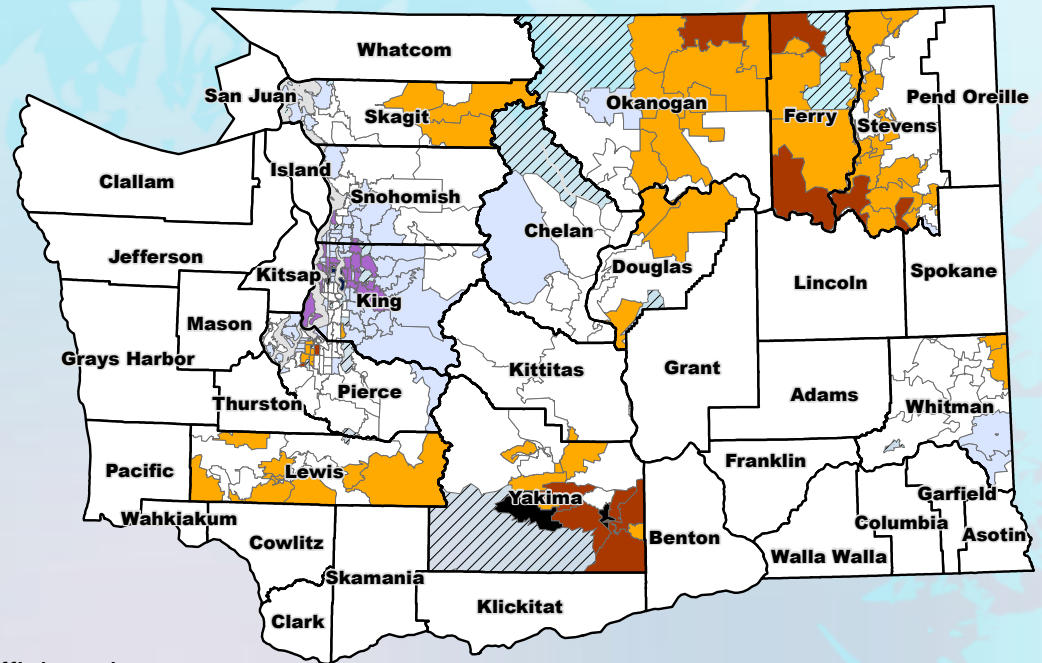 Whatcom
San Juan
Skagit
Okanogan
Pend Oreille
Ferry
Stevens
Island
Clallam
Snohomish
Chelan
Jefferson
Kitsap
Douglas
Spokane
King
Lincoln
Mason
Grays Harbor
Kittitas
Grant
Pierce
Adams
Thurston
Whitman
Pacific
Lewis
Franklin
Yakima
Garfield
Wahkiakum
Columbia
Asotin
Cowlitz
Benton
Walla Walla
Skamania
Klickitat
Clark